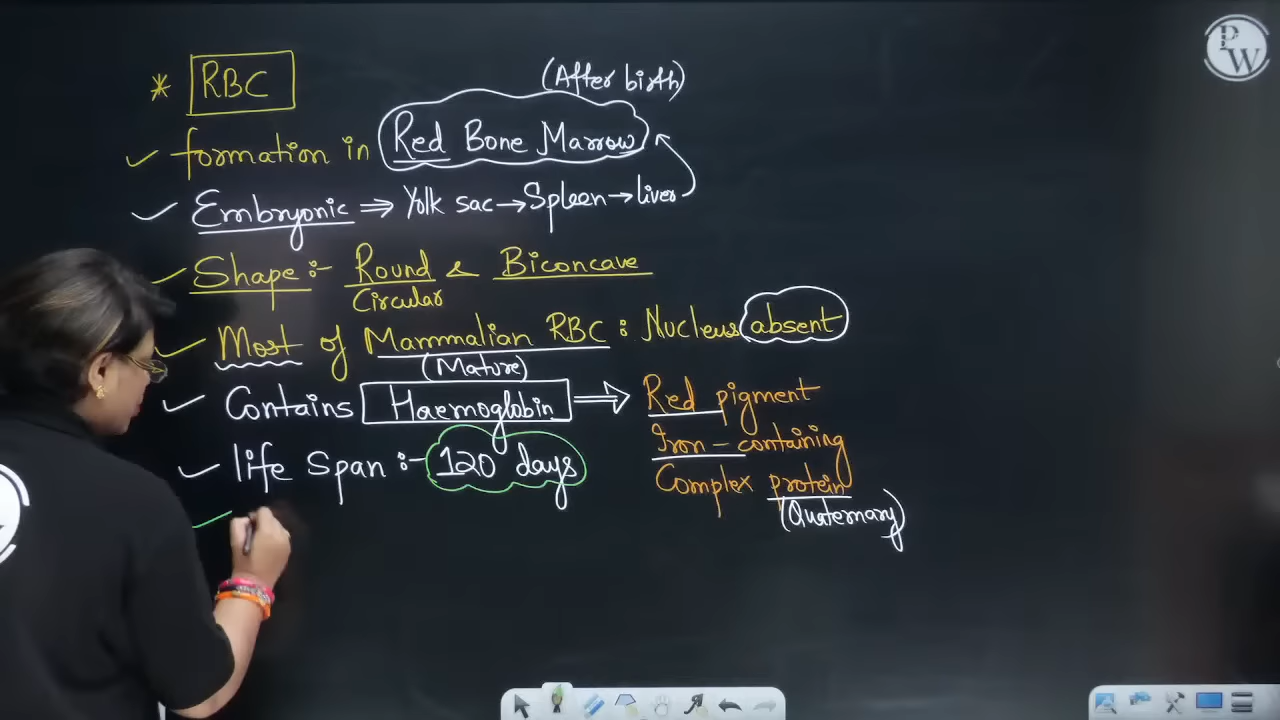 (After birth)
* RBC
✓ formation in Red Bone Marrow
✓ Embryonic ⇒ Yolk sac → Spleen → liver
✓ Shape :- Round & Biconcave
Circular
✓ Most of Mammalian RBC : Nucleus absent
(Mature)
✓ Contains Haemoglobin ⇒ Red pigment
Iron - containing
✓ life span :- 120 days
Complex protein
(Quaternary)
PW